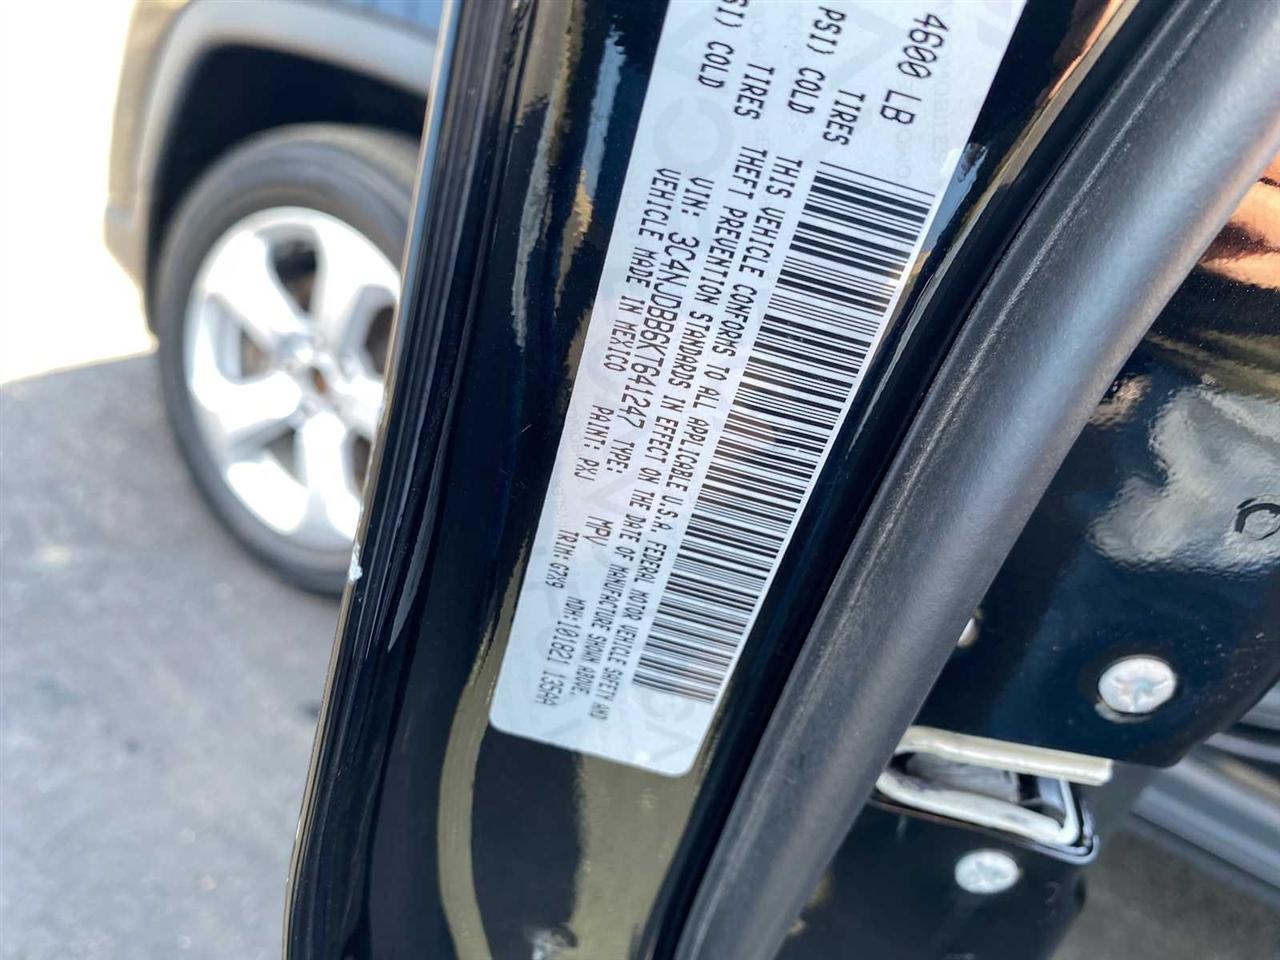 4600 LB
PSI) COLD TIRES
SI) COLD TIRES
THIS VEHICLE CONFORMS TO ALL APPLICABLE U.S.A. FEDERAL MOTOR VEHICLE SAFETY AND
THEFT PREVENTION STANDARDS IN EFFECT ON THE DATE OF MANUFACTURE SHOWN ABOVE.
VIN: 3C4NJDBB6KT641247 TYPE: MPV
VEHICLE MADE IN MEXICO PAINT: PXJ TRIM: G7X9 MDH:101821 135AA